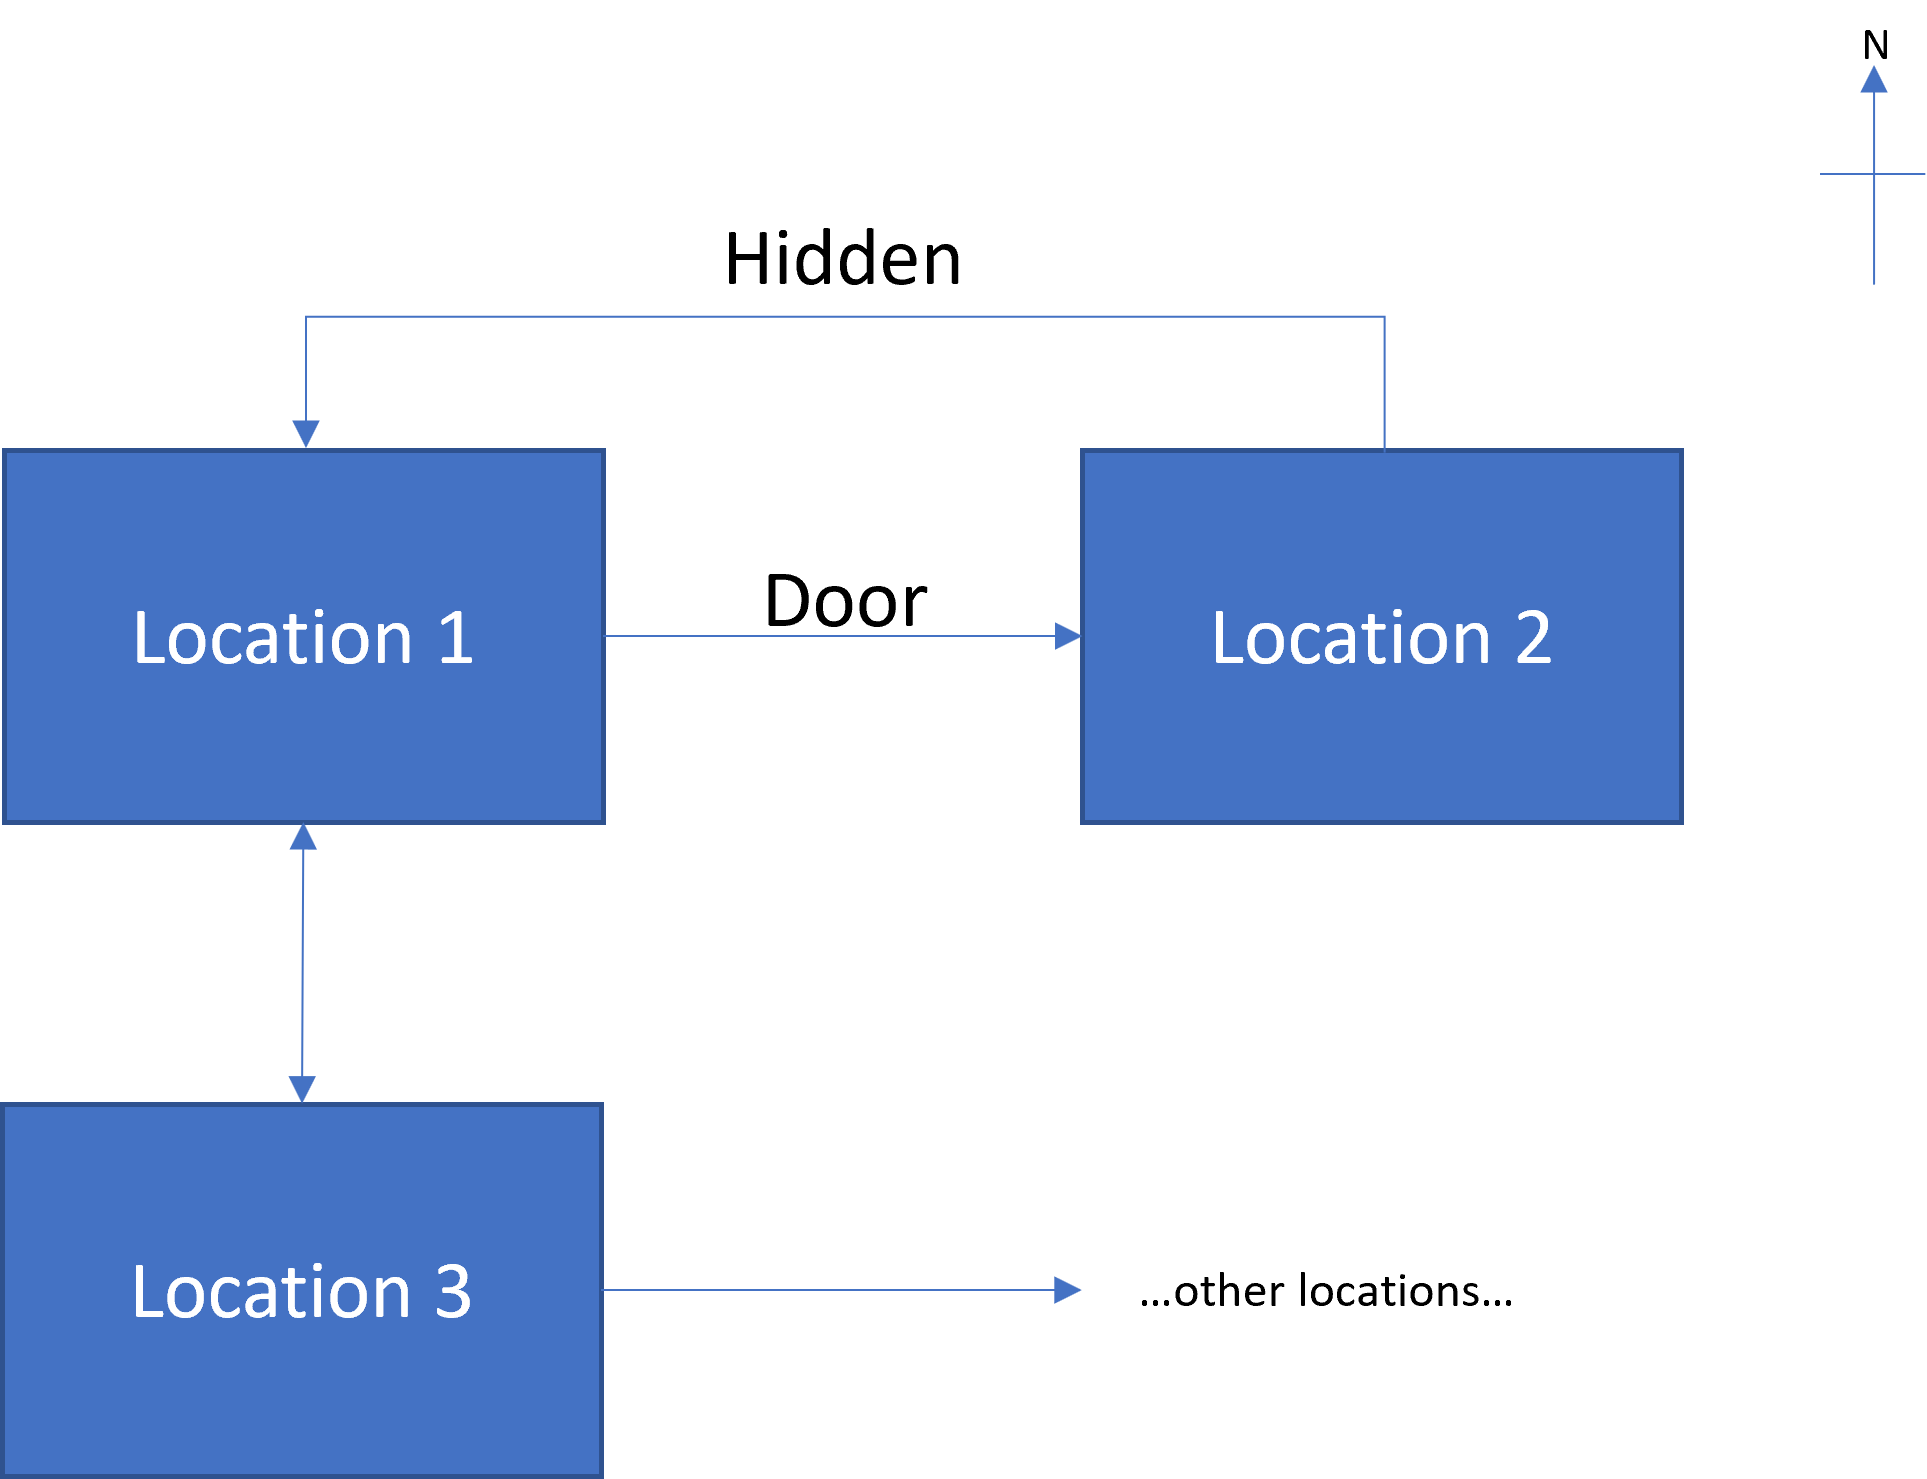 N
Hidden
Door
Location 1
Location 2
Location 3
...other locations...